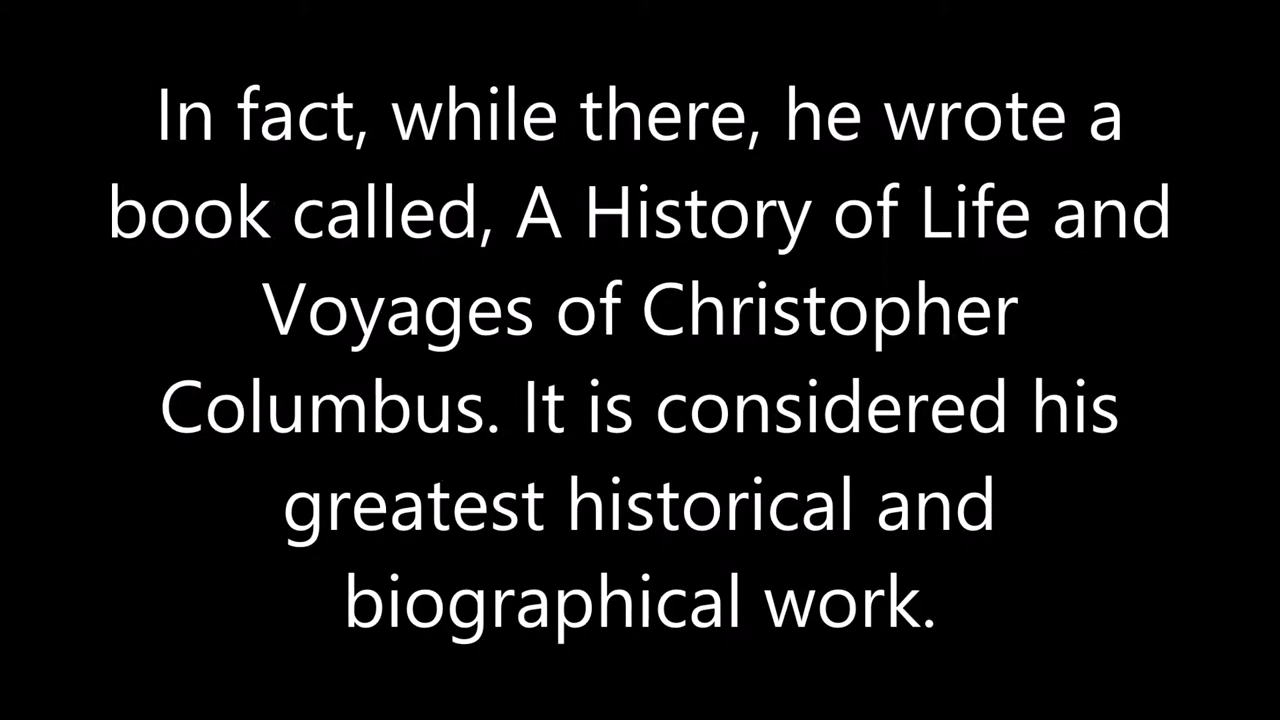 In fact, while there, he wrote a
book called, A History of Life and
Voyages of Christopher
Columbus. It is considered his
greatest historical and
biographical work.